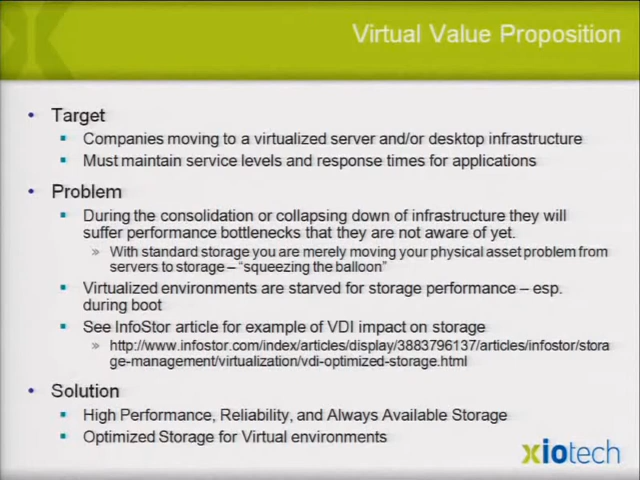 Virtual Value Proposition
• Target
▪ Companies moving to a virtualized server and/or desktop infrastructure
▪ Must maintain service levels and response times for applications
• Problem
▪ During the consolidation or collapsing down of infrastructure they will
suffer performance bottlenecks that they are not aware of yet.
» With standard storage you are merely moving your physical asset problem from
servers to storage – “squeezing the balloon”
▪ Virtualized environments are starved for storage performance – esp.
during boot
▪ See InfoStor article for example of VDI impact on storage
» http://www.infostor.com/index/articles/display/3883796137/articles/infostor/stora
ge-management/virtualization/vdi-optimized-storage.html
• Solution
▪ High Performance, Reliability, and Always Available Storage
▪ Optimized Storage for Virtual environments
xiotech